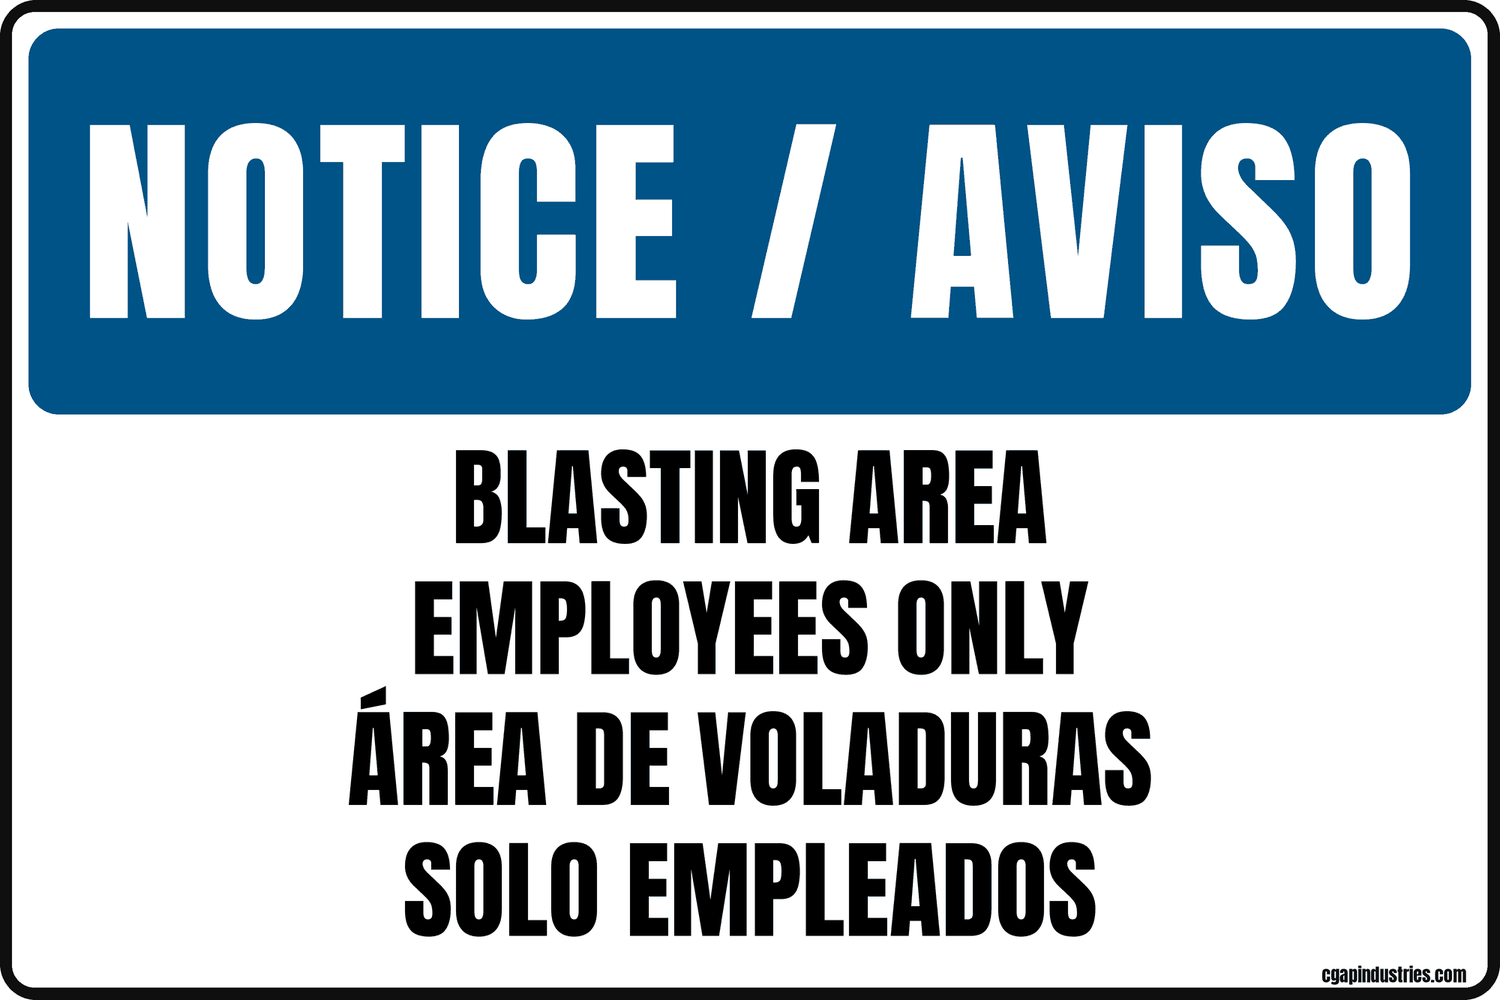 NOTICE / AVISO
BLASTING AREA
EMPLOYEES ONLY
ÁREA DE VOLADURAS
SOLO EMPLEADOS
cgapindustries.com